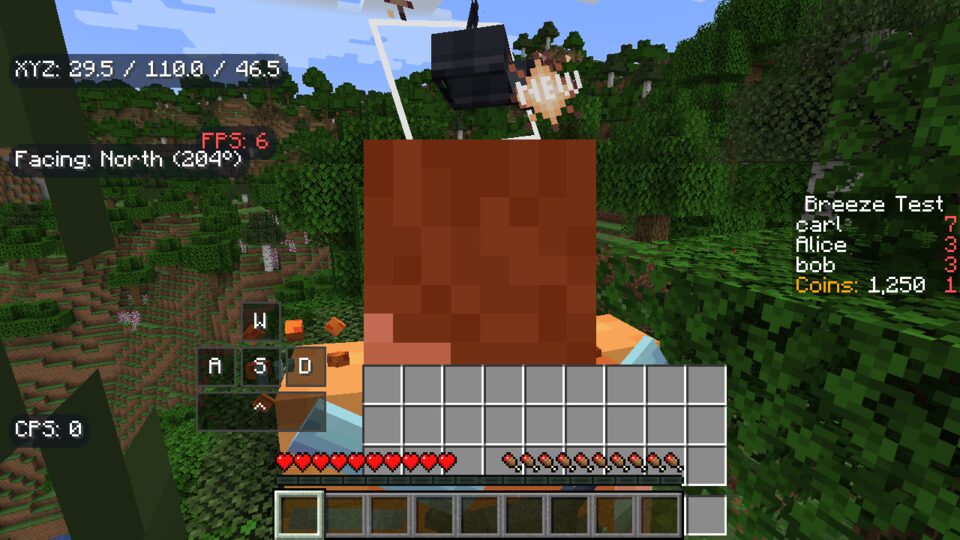 NEW
XYZ: 29.5 / 110.0 / 46.5
FPS: 6
Facing: North (204°)
Breeze Test
carl 7
Alice 3
bob 3
Coins: 1,250 1
W
A S D
^
CPS: 0